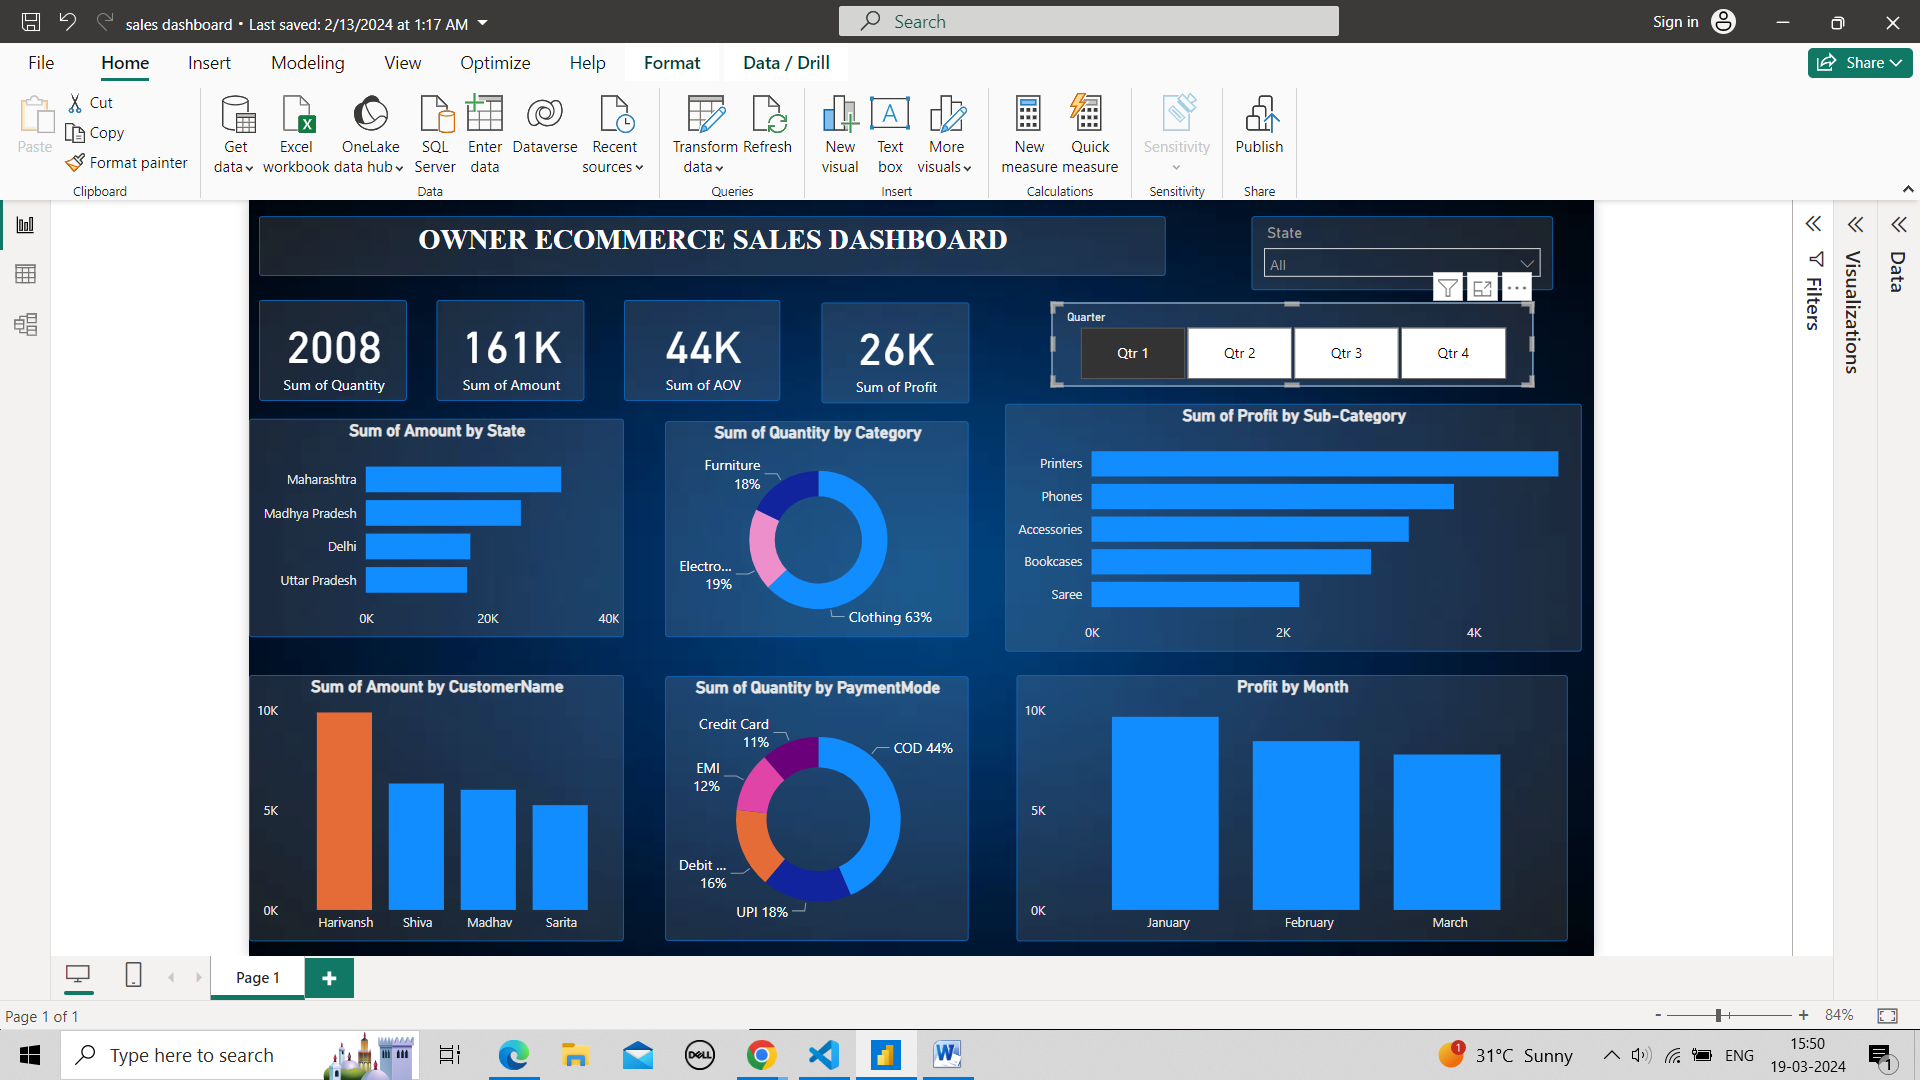 sales dashboard • Last saved: 2/13/2024 at 1:17 AM
Search
Sign in
File
Home
Insert
Modeling
View
Optimize
Help
Format
Data / Drill
Share
Paste
Cut
Copy
Format painter
Clipboard
Get data
Excel workbook
OneLake data hub
SQL Server
Enter data
Dataverse
Recent sources
Data
Transform data
Refresh
Queries
New visual
Text box
More visuals
Insert
New measure
Quick measure
Calculations
Sensitivity
Sensitivity
Publish
Share
OWNER ECOMMERCE SALES DASHBOARD
State
All
2008
Sum of Quantity
161K
Sum of Amount
44K
Sum of AOV
26K
Sum of Profit
Quarter
Qtr 1
Qtr 2
Qtr 3
Qtr 4
Filters
Visualizations
Data
Sum of Amount by State
Maharashtra
Madhya Pradesh
Delhi
Uttar Pradesh
0K 20K 40K
Sum of Quantity by Category
Furniture
18%
Electro...
19%
Clothing 63%
Sum of Profit by Sub-Category
Printers
Phones
Accessories
Bookcases
Saree
0K 2K 4K
Sum of Amount by CustomerName
10K
5K
0K
Harivansh Shiva Madhav Sarita
Sum of Quantity by PaymentMode
Credit Card
11%
COD 44%
EMI
12%
Debit ...
16%
UPI 18%
Profit by Month
10K
5K
0K
January February March
Page 1
Page 1 of 1
- + 84%
Type here to search
DELL
1
31°C Sunny
ENG
15:50
19-03-2024
1